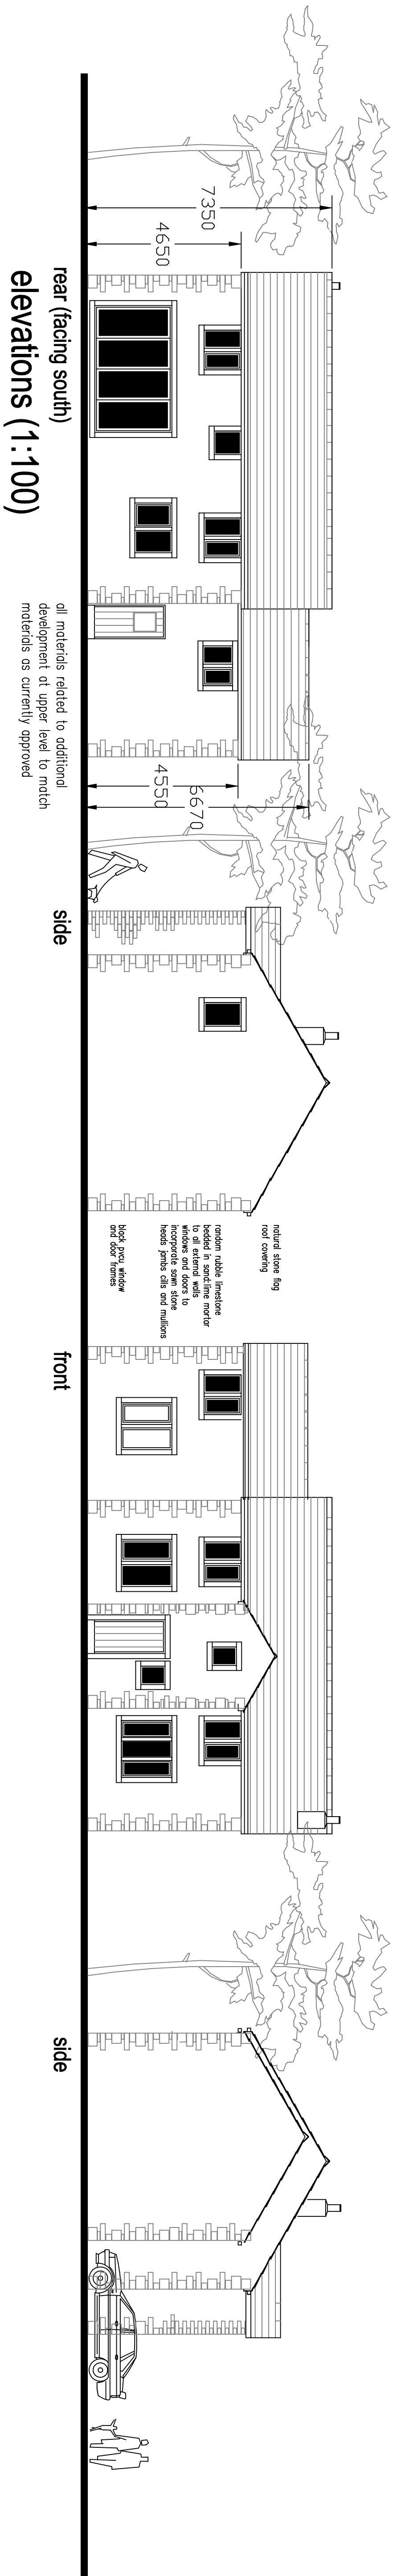 7350
4650
rear (facing south)
elevations (1:100)
all materials related to additional
development at upper level to match
materials as currently approved
6670
4550
side
natural stone flag
roof covering
random rubble limestone
bedded in sand:lime mortar
to all external walls
windows and doors to
incorporate sawn stone
heads jambs cills and mullions
black pvcu window
and door frames
front
side